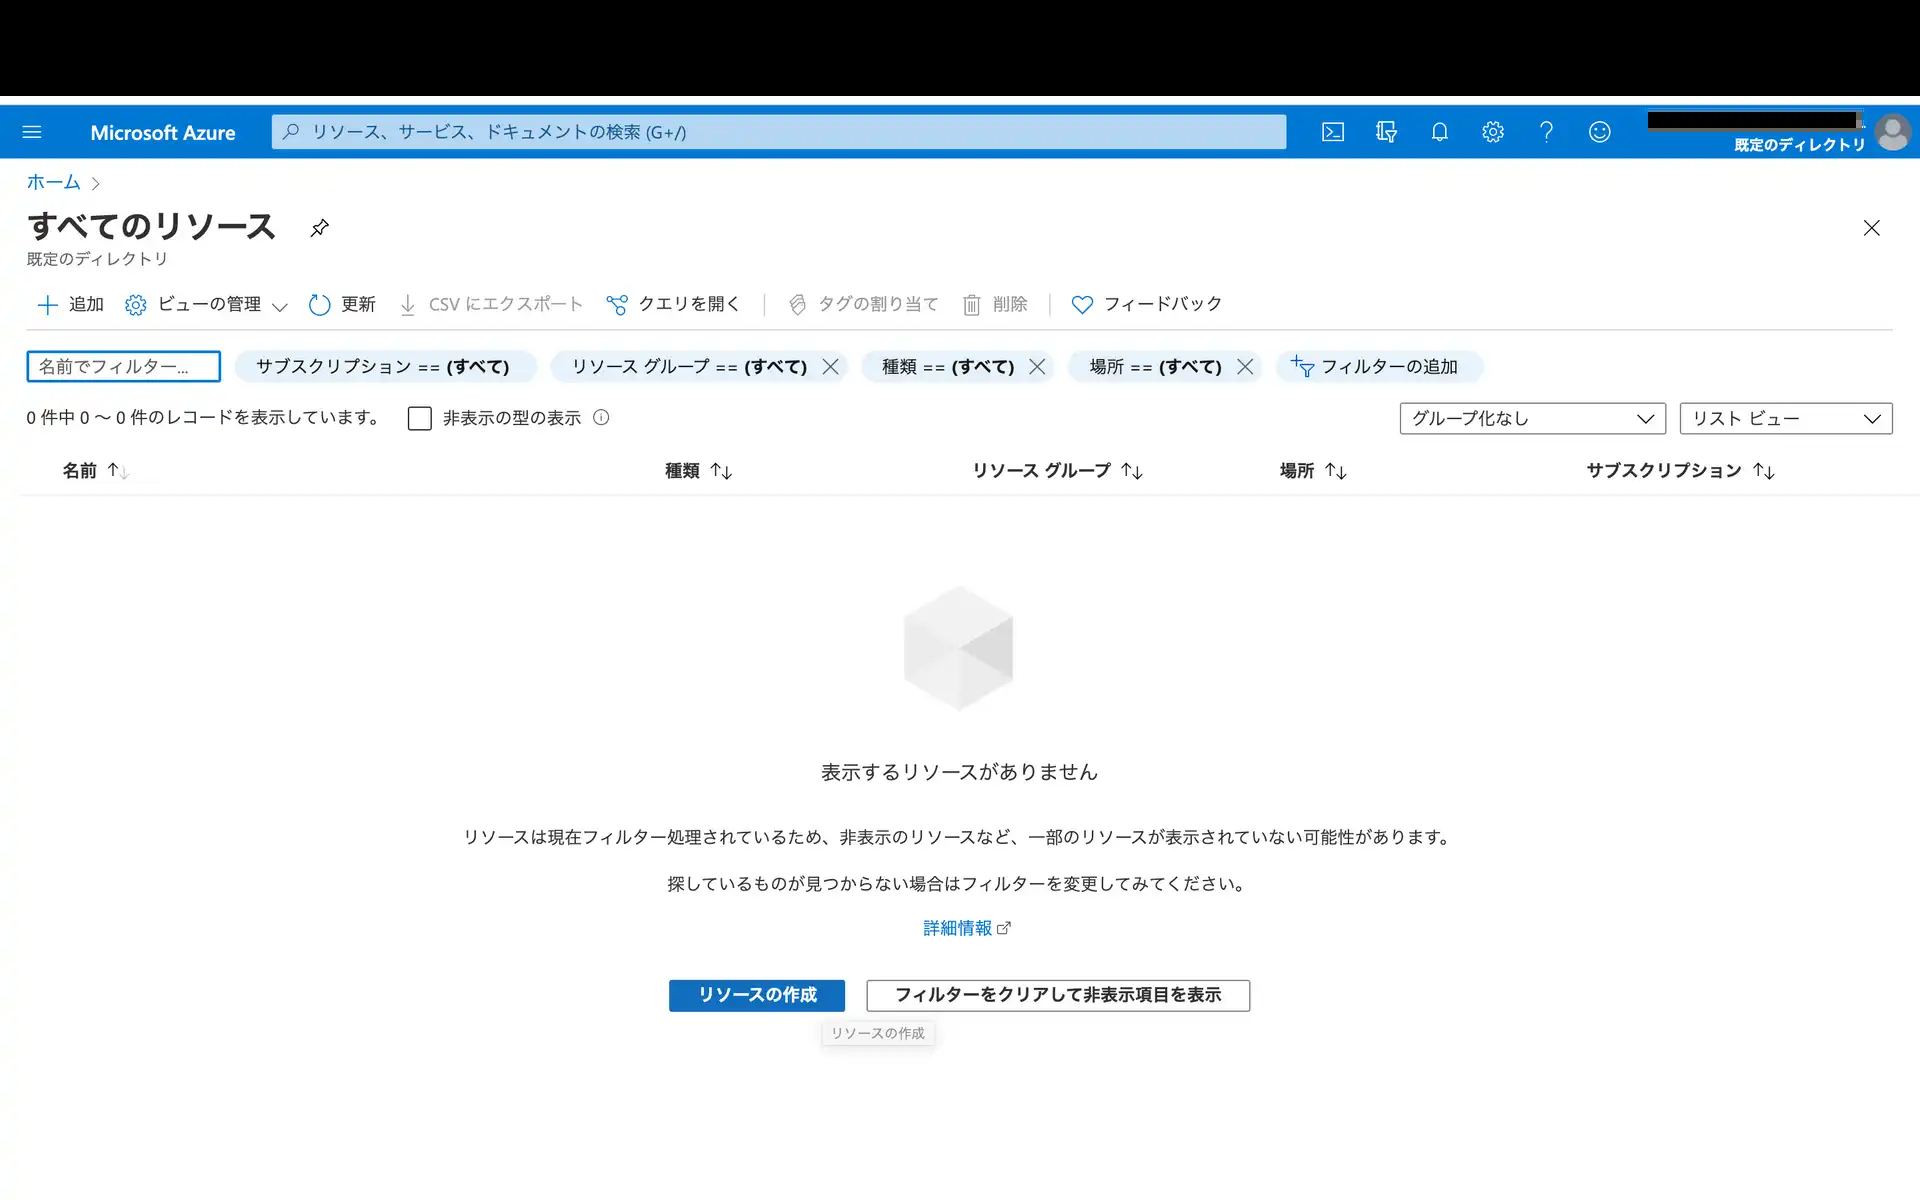 Microsoft Azure
リソース、サービス、ドキュメントの検索 (G+/)
既定のディレクトリ
ホーム
すべてのリソース
既定のディレクトリ
追加 ビューの管理 更新 CSV にエクスポート クエリを開く タグの割り当て 削除 フィードバック
名前でフィルター... サブスクリプション == (すべて) リソース グループ == (すべて) 種類 == (すべて) 場所 == (すべて) フィルターの追加
0 件中 0 ～ 0 件のレコードを表示しています。 非表示の型の表示 グループ化なし リスト ビュー
名前 種類 リソース グループ 場所 サブスクリプション
表示するリソースがありません
リソースは現在フィルター処理されているため、非表示のリソースなど、一部のリソースが表示されていない可能性があります。
探しているものが見つからない場合はフィルターを変更してみてください。
詳細情報
リソースの作成 フィルターをクリアして非表示項目を表示
リソースの作成